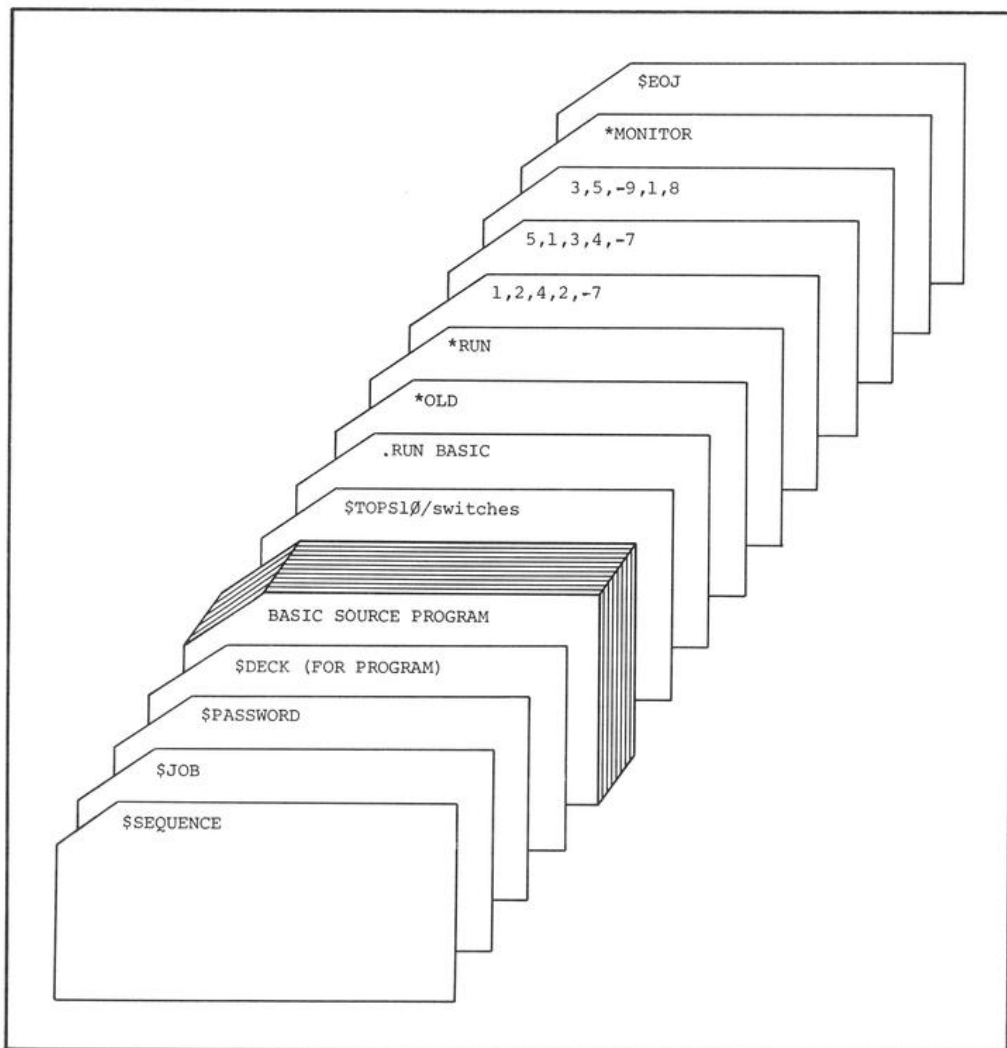 $EOJ
*MONITOR
3,5,-9,1,8
5,1,3,4,-7
1,2,4,2,-7
*RUN
*OLD
.RUN BASIC
$TOPS1Ø/switches
BASIC SOURCE PROGRAM
$DECK (FOR PROGRAM)
$PASSWORD
$JOB
$SEQUENCE